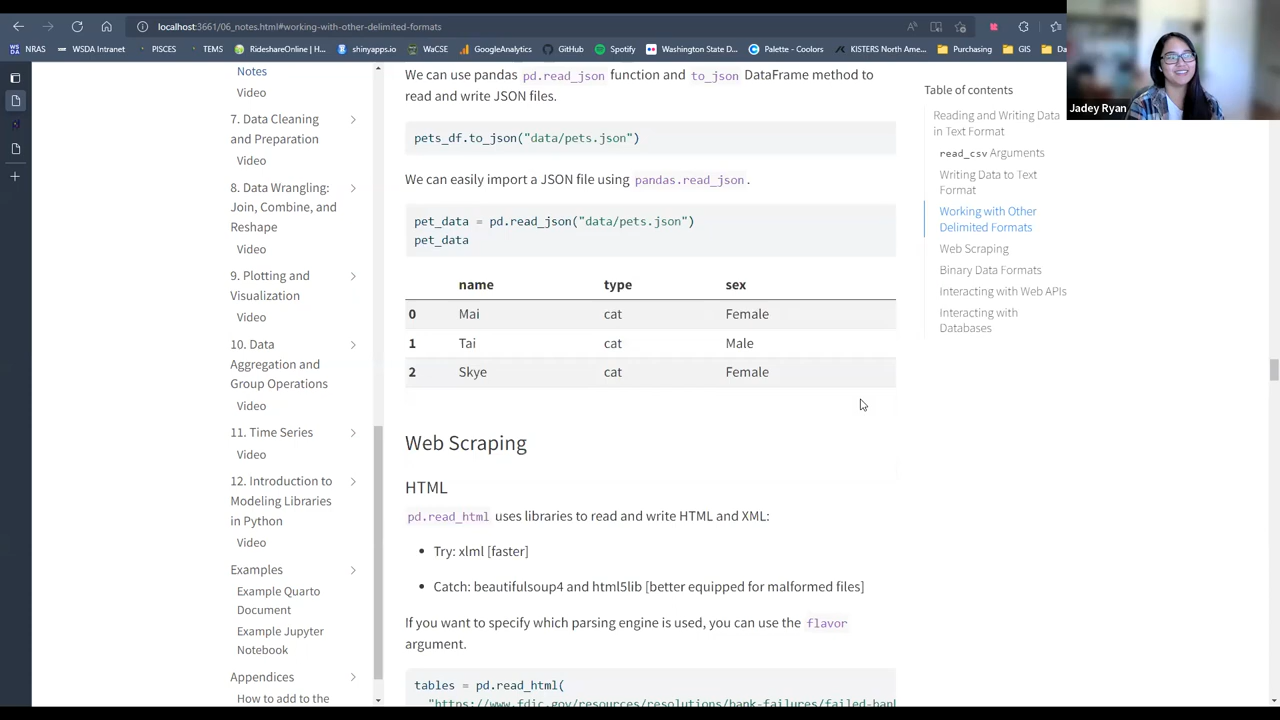 localhost:3661/06_notes.html#working-with-other-delimited-formats
NRAS
WSDA Intranet
PISCES
TEMS
RideshareOnline | H...
shinyapps.io
WaCSE
GoogleAnalytics
GitHub
Spotify
Washington State D...
Palette - Coolors
KISTERS North Ame...
Purchasing
GIS
Da
Jadey Ryan
Notes
Video
7. Data Cleaning
and Preparation
Video
8. Data Wrangling:
Join, Combine, and
Reshape
Video
9. Plotting and
Visualization
Video
10. Data
Aggregation and
Group Operations
Video
11. Time Series
Video
12. Introduction to
Modeling Libraries
in Python
Video
Examples
Example Quarto
Document
Example Jupyter
Notebook
Appendices
How to add to the
We can use pandas pd.read_json function and to_json DataFrame method to
read and write JSON files.
pets_df.to_json("data/pets.json")
We can easily import a JSON file using pandas.read_json.
pet_data = pd.read_json("data/pets.json")
pet_data
name type sex
0 Mai cat Female
1 Tai cat Male
2 Skye cat Female
Web Scraping
HTML
pd.read_html uses libraries to read and write HTML and XML:
• Try: xlml [faster]
• Catch: beautifulsoup4 and html5lib [better equipped for malformed files]
If you want to specify which parsing engine is used, you can use the flavor
argument.
tables = pd.read_html(
"https://www.fdic.gov/resources/resolutions/bank-failures/failed-ban
Table of contents
Reading and Writing Data
in Text Format
read_csv Arguments
Writing Data to Text
Format
Working with Other
Delimited Formats
Web Scraping
Binary Data Formats
Interacting with Web APIs
Interacting with
Databases